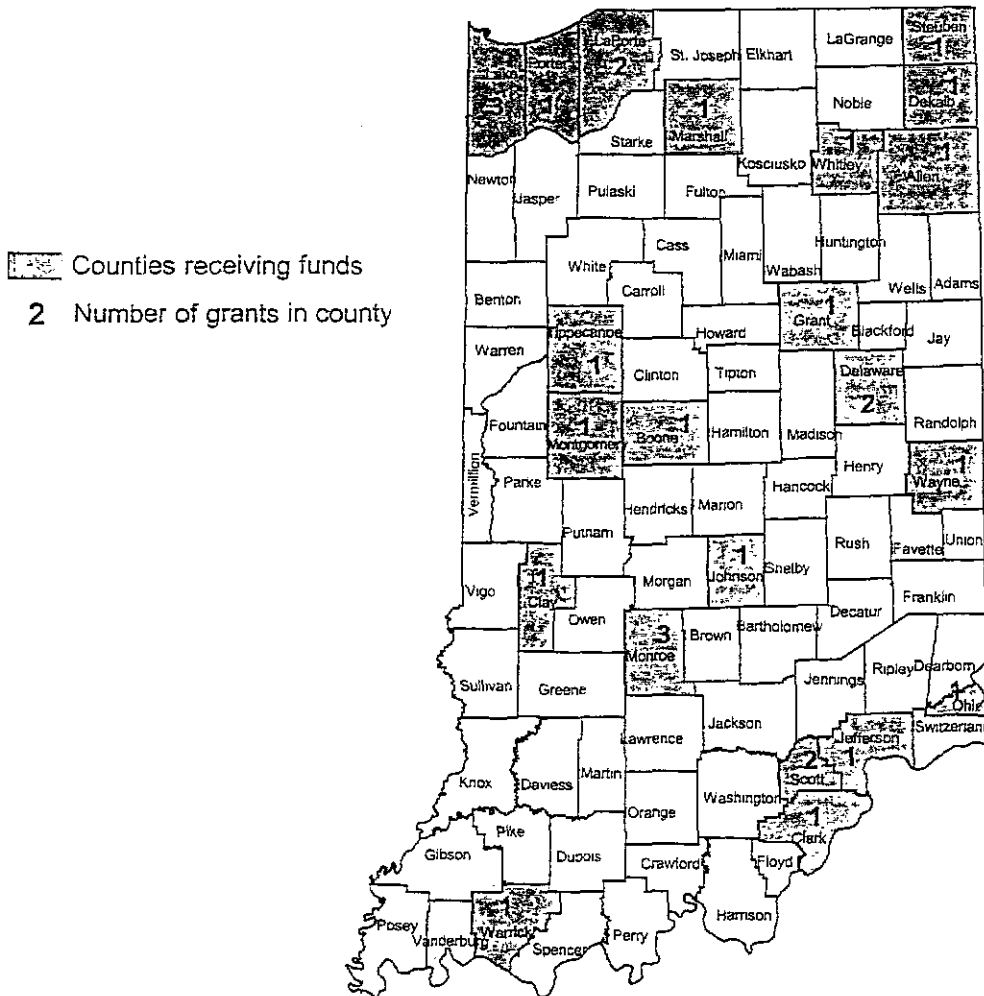 Counties receiving funds
2 Number of grants in county
Lake
3
Porter
1
LaPorte
2
St. Joseph
Elkhart
LaGrange
Steuben
1
Noble
1
Dekalb
Starke
1
Marshall
Kosciusko
1
Whitley
1
Allen
Newton
Jasper
Pulaski
Fulton
White
Cass
Miami
Wabash
Huntington
Wells
Adams
Benton
Carroll
Howard
1
Grant
Blackford
Jay
Warren
Tippecanoe
1
Clinton
Tipton
Delaware
2
Randolph
Fountain
1
Montgomery
1
Boone
Hamilton
Madison
Henry
1
Wayne
Vermillion
Parke
Putnam
Hendricks
Marion
Hancock
Rush
Fayette
Union
Vigo
1
Clay
Owen
Morgan
1
Johnson
Shelby
Decatur
Franklin
Sullivan
Greene
3
Monroe
Brown
Bartholomew
Jennings
Ripley
Dearborn
1
Ohio
Switzerland
Knox
Daviess
Martin
Lawrence
Jackson
2
Scott
Jefferson
1
Orange
Washington
1
Clark
Gibson
Pike
Dubois
Crawford
Floyd
Harrison
Posey
Vanderburg
1
Warrick
Spencer
Perry